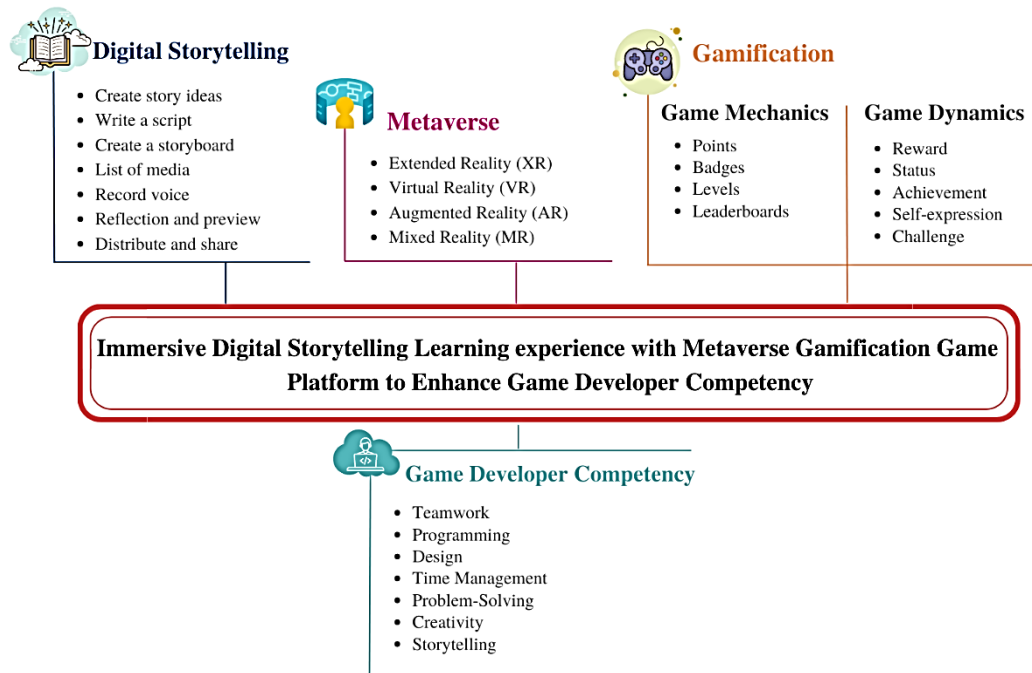 Digital Storytelling
• Create story ideas
• Write a script
• Create a storyboard
• List of media
• Record voice
• Reflection and preview
• Distribute and share
Metaverse
• Extended Reality (XR)
• Virtual Reality (VR)
• Augmented Reality (AR)
• Mixed Reality (MR)
Gamification
Game Mechanics
• Points
• Badges
• Levels
• Leaderboards
Game Dynamics
• Reward
• Status
• Achievement
• Self-expression
• Challenge
Immersive Digital Storytelling Learning experience with Metaverse Gamification Game
Platform to Enhance Game Developer Competency
</>
Game Developer Competency
• Teamwork
• Programming
• Design
• Time Management
• Problem-Solving
• Creativity
• Storytelling